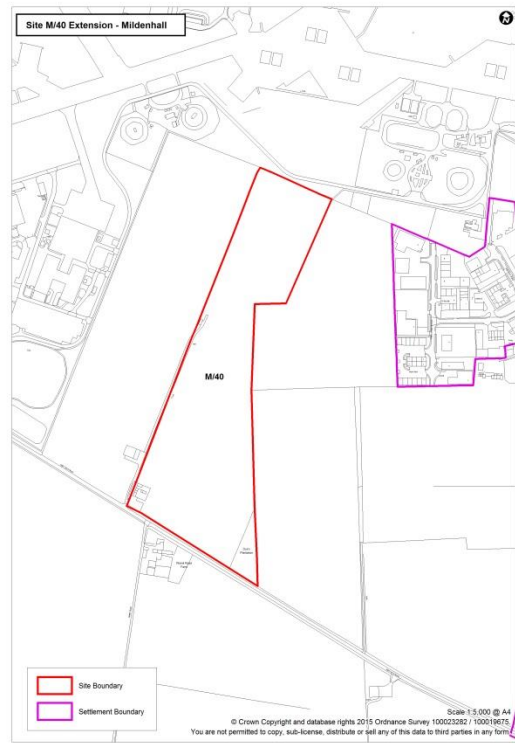 Site M/40 Extension - Mildenhall
N
M/40
Site Boundary
Settlement Boundary
Scale 1:5,000 @ A4
© Crown Copyright and database rights 2015 Ordnance Survey 100023282 / 100019675.
You are not permitted to copy, sub-license, distribute or sell any of this data to third parties in any form